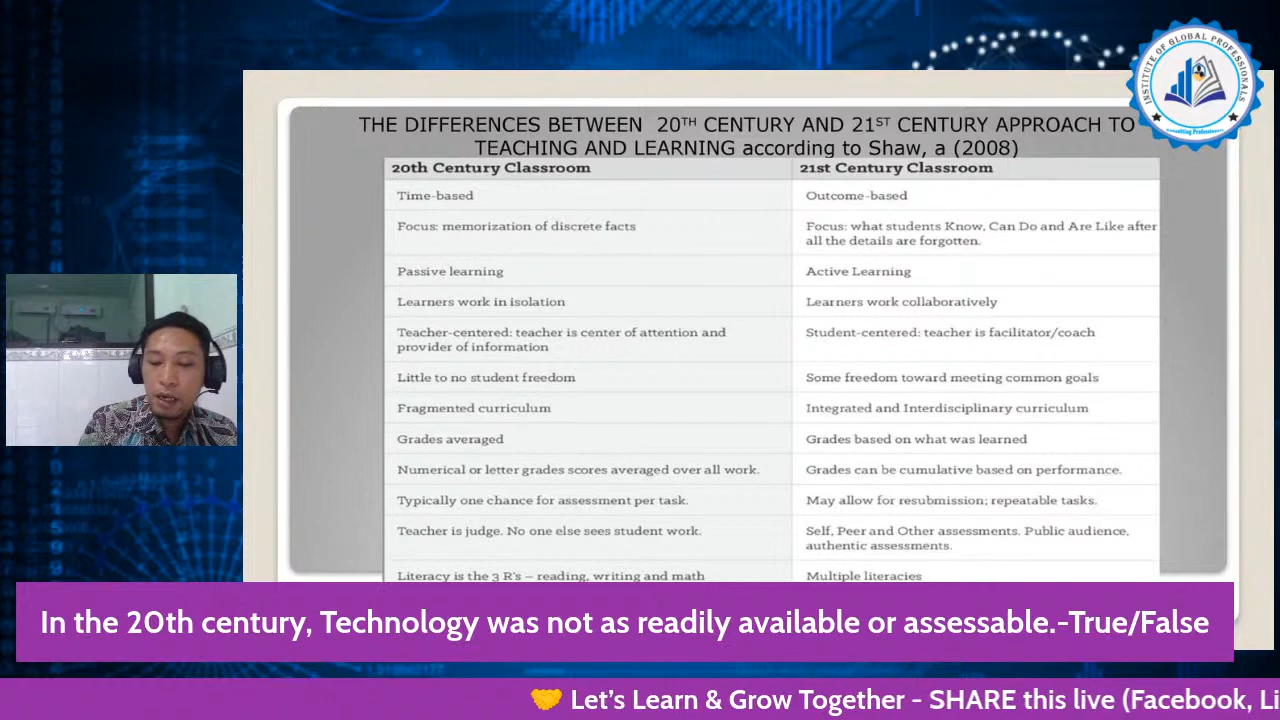 INSTITUTE OF GLOBAL PROFESSIONALS
Consulting Professionals
THE DIFFERENCES BETWEEN 20TH CENTURY AND 21ST CENTURY APPROACH TO
TEACHING AND LEARNING according to Shaw, a (2008)
20th Century Classroom 21st Century Classroom
Time-based Outcome-based
Focus: memorization of discrete facts Focus: what students Know, Can Do and Are Like after
all the details are forgotten.
Passive learning Active Learning
Learners work in isolation Learners work collaboratively
Teacher-centered: teacher is center of attention and Student-centered: teacher is facilitator/coach
provider of information
Little to no student freedom Some freedom toward meeting common goals
Fragmented curriculum Integrated and Interdisciplinary curriculum
Grades averaged Grades based on what was learned
Numerical or letter grades scores averaged over all work. Grades can be cumulative based on performance.
Typically one chance for assessment per task. May allow for resubmission; repeatable tasks.
Teacher is judge. No one else sees student work. Self, Peer and Other assessments. Public audience,
authentic assessments.
Literacy is the 3 R's – reading, writing and math Multiple literacies
In the 20th century, Technology was not as readily available or assessable.-True/False
🤝 Let's Learn & Grow Together - SHARE this live (Facebook, Li